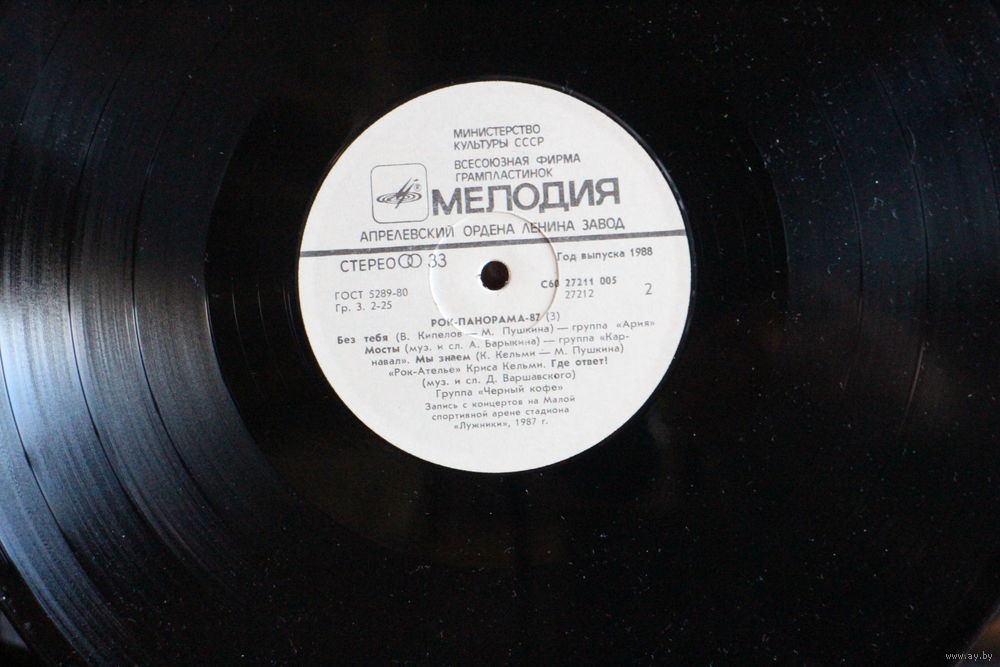 МИНИСТЕРСТВО
КУЛЬТУРЫ СССР
ВСЕСОЮЗНАЯ ФИРМА
ГРАМПЛАСТИНОК
МЕЛОДИЯ
АПРЕЛЕВСКИЙ ОРДЕНА ЛЕНИНА ЗАВОД
СТЕРЕО 33
Год выпуска 1988
ГОСТ 5289-80
Гр. 3. 2-25
С60 27211 005
27212
2
РОК-ПАНОРАМА-87 (3)
Без тебя (В. Кипелов — М. Пушкина) — группа «Ария»
Мосты (муз. и сл. А. Барыкина) — группа «Кар-
навал». Мы знаем (К. Кельми — М. Пушкина)
«Рок-Ателье» Криса Кельми. Где ответ!
(муз. и сл. Д. Варшавского)
Группа «Черный кофе»
Запись с концертов на Малой
спортивной арене стадиона
«Лужники», 1987 г.
www.ay.by